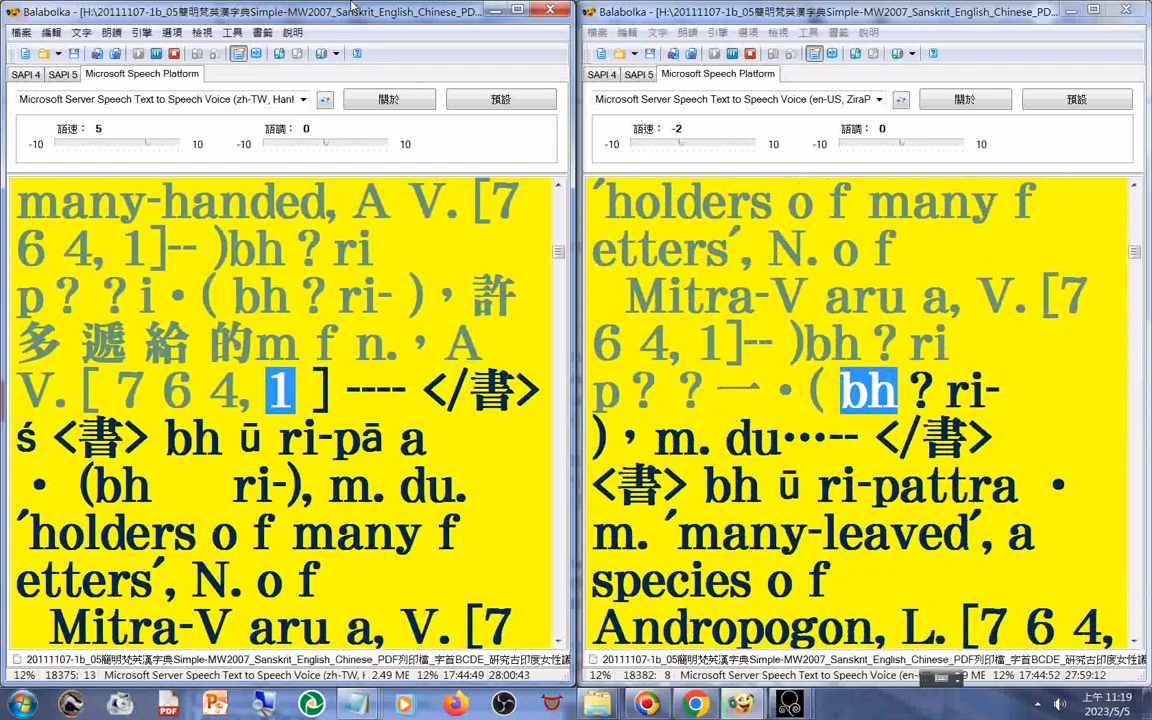 Balabolka - [H:\20111107-1b_05簡明梵英漢字典Simple-MW2007_Sanskrit_English_Chinese_PD...
檔案 編輯 文字 朗讀 引擎 選項 檢視 工具 書籤 說明
SAPI 4 SAPI 5 Microsoft Speech Platform
Microsoft Server Speech Text to Speech Voice (zh-TW, Hanl
關於 預設
語速: 5 語調: 0
-10 10 -10 10
many-handed, A V. [7
6 4, 1]-- )bh ? ri
p ? ? i •( bh ? ri- ) , 許
多 遞 給 的m f n. , A
V. [ 7 6 4, 1 ] ---- </書>
ś <書> bh ū ri-pā a
• (bh ri-), m. du.
'holders o f many f
etters', N. o f
Mitra-V aru a, V. [7
20111107-1b_05簡明梵英漢字典Simple-MW2007_Sanskrit_English_Chinese_PDF列印檔_字首BCDE_研究古印度女性議
12% 18375: 13 Microsoft Server Speech Text to Speech Voice (zh-TW, H 2.49 MB 12% 17:44:49 28:00:43
Balabolka - [H:\20111107-1b_05簡明梵英漢字典Simple-MW2007_Sanskrit_English_Chinese_PD...
檔案 編輯 文字 朗讀 引擎 選項 檢視 工具 書籤 說明
SAPI 4 SAPI 5 Microsoft Speech Platform
Microsoft Server Speech Text to Speech Voice (en-US, ZiraP
關於 預設
語速: -2 語調: 0
-10 10 -10 10
'holders o f many f
etters', N. o f
Mitra-V aru a, V. [7
6 4, 1]-- )bh ? ri
p ? ? 一 •( bh ? ri-
) , m. du…-- </書>
<書> bh ū ri-pattra •
m. 'many-leaved', a
species o f
Andropogon, L. [7 6 4,
20111107-1b_05簡明梵英漢字典Simple-MW2007_Sanskrit_English_Chinese_PDF列印檔_字首BCDE_研究古印度女性議
12% 18382: 8 Microsoft Server Speech Text to Speech Voice (en-US 12% 17:44:52 27:59:12
上午 11:19
2023/5/5